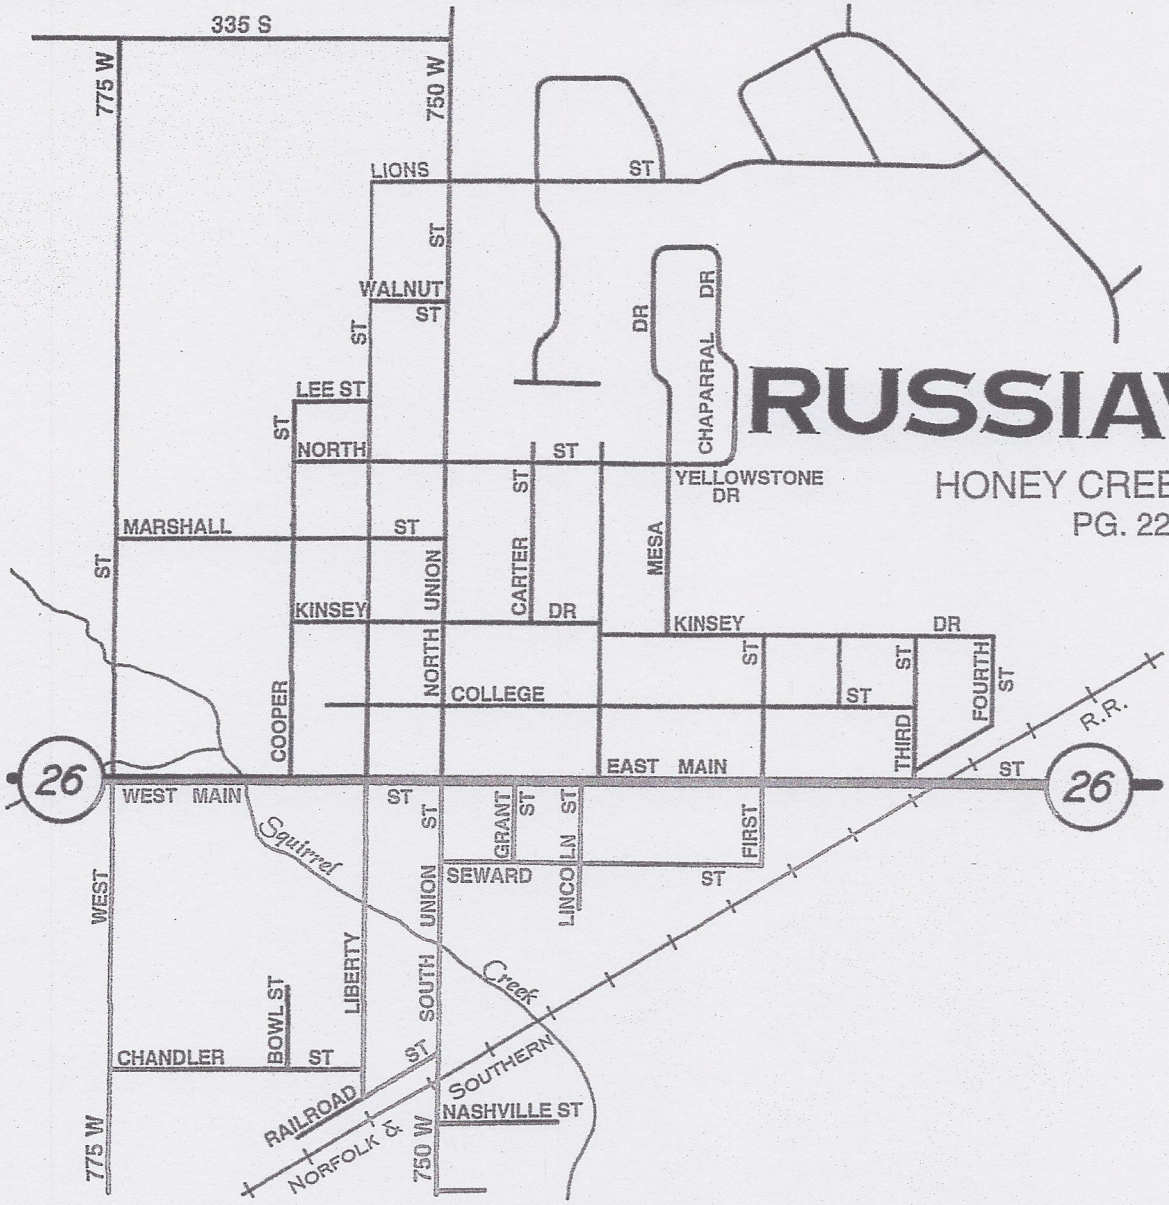 335 S
775 W
750 W
LIONS ST
ST
WALNUT
ST
ST
DR
CHAPARRAL DR
LEE ST
ST
NORTH ST
RUSSIAV
YELLOWSTONE
DR
HONEY CREE
PG. 22
MARSHALL ST
ST
NORTH UNION
CARTER ST
MESA
KINSEY DR
KINSEY DR
COOPER
COLLEGE ST
ST
THIRD ST
FOURTH ST
R.R.
26
EAST MAIN ST
26
WEST MAIN ST
Squirrel Creek
GRANT ST
LINCOLN ST
FIRST
SEWARD ST
WEST
LIBERTY
SOUTH UNION ST
BOWL ST
CHANDLER ST
RAILROAD ST
NORFOLK & SOUTHERN
NASHVILLE ST
775 W
750 W